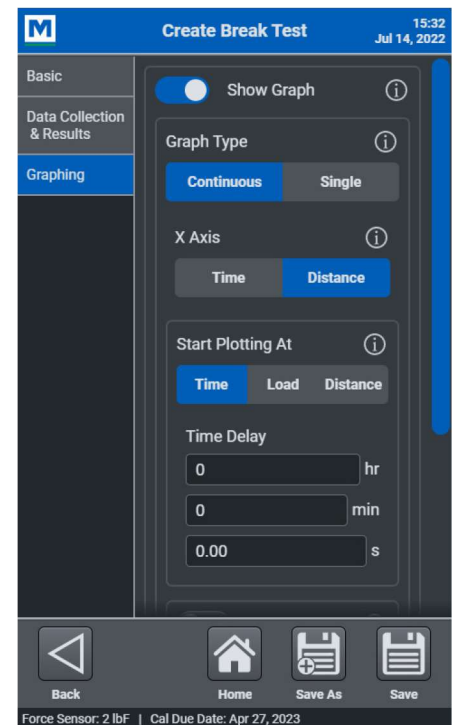 M
Create Break Test
15:32
Jul 14, 2022
Basic
Data Collection
& Results
Graphing
Show Graph
i
Graph Type
i
Continuous Single
X Axis
i
Time Distance
Start Plotting At
i
Time Load Distance
Time Delay
0 hr
0 min
0.00 s
Back Home Save As Save
Force Sensor: 2 lbF | Cal Due Date: Apr 27, 2023